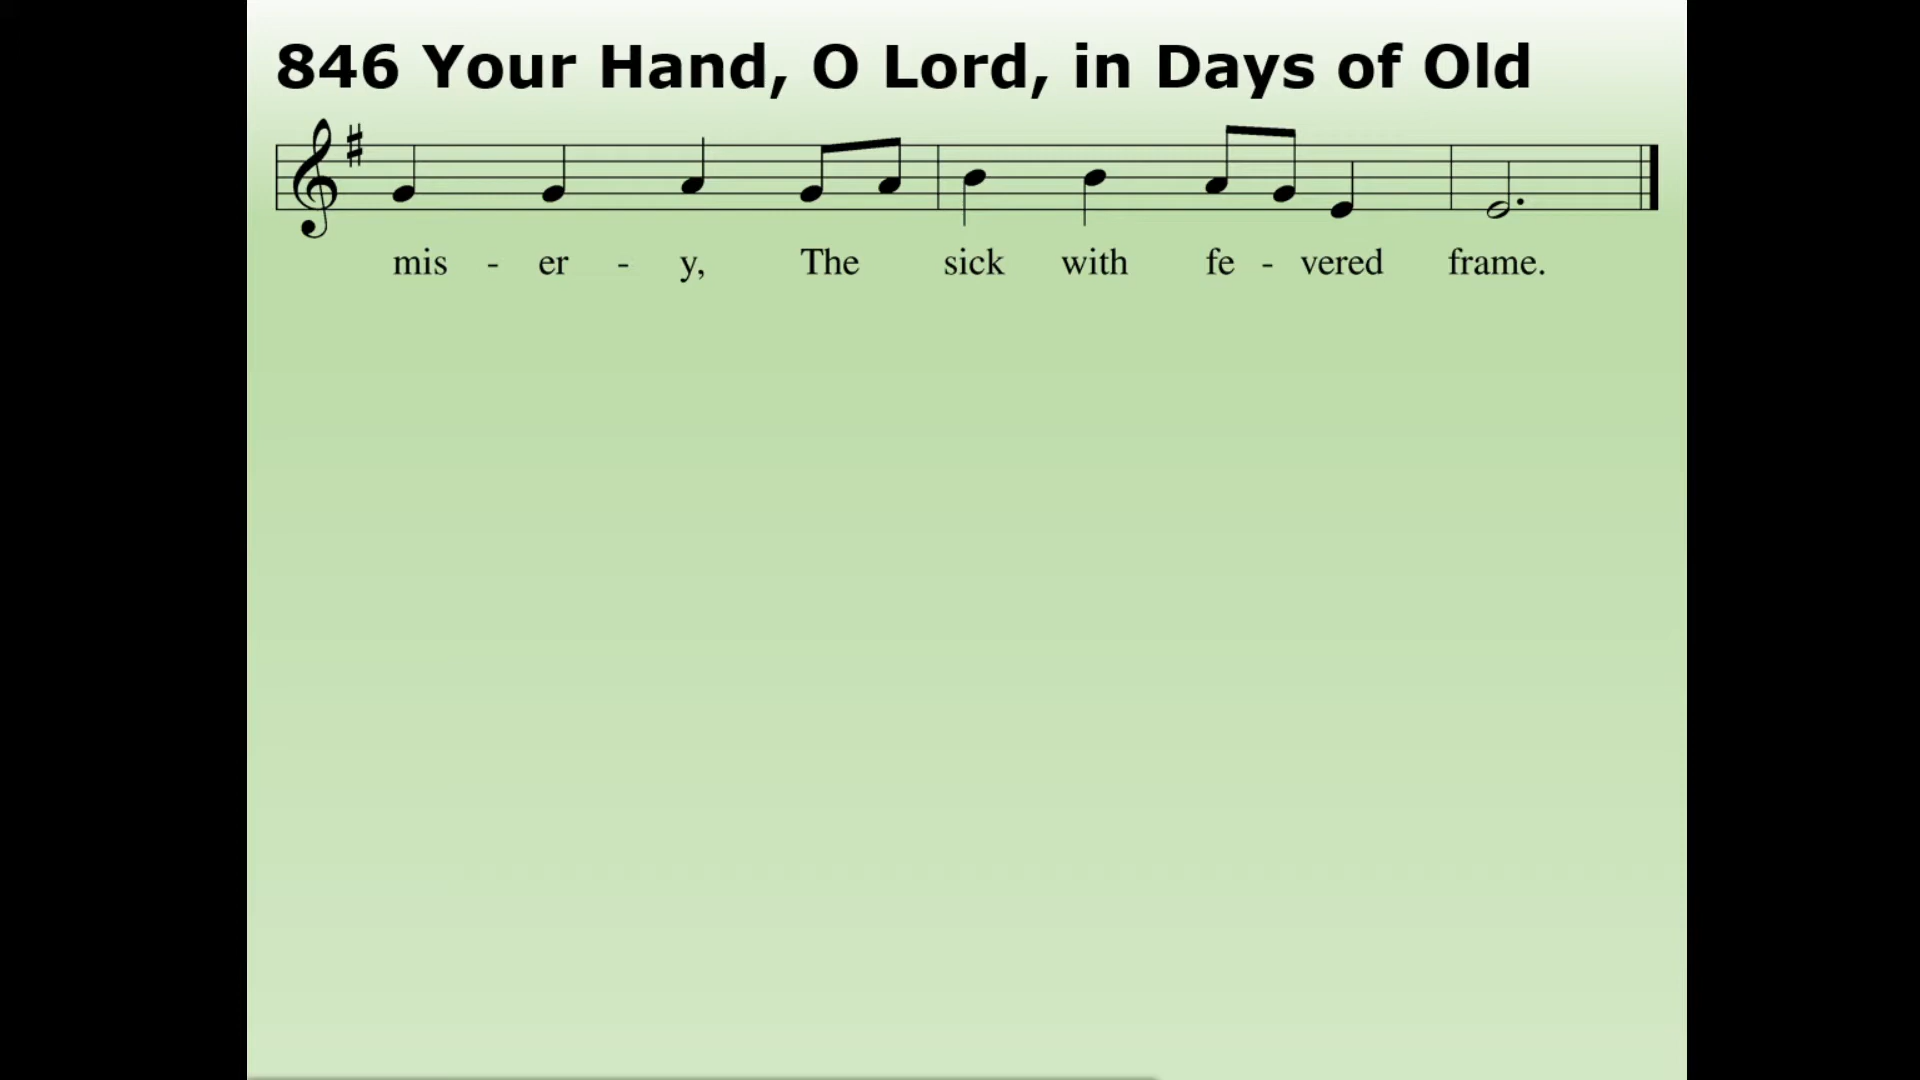 846 Your Hand, O Lord, in Days of Old
mis - er - y, The sick with fe - vered frame.